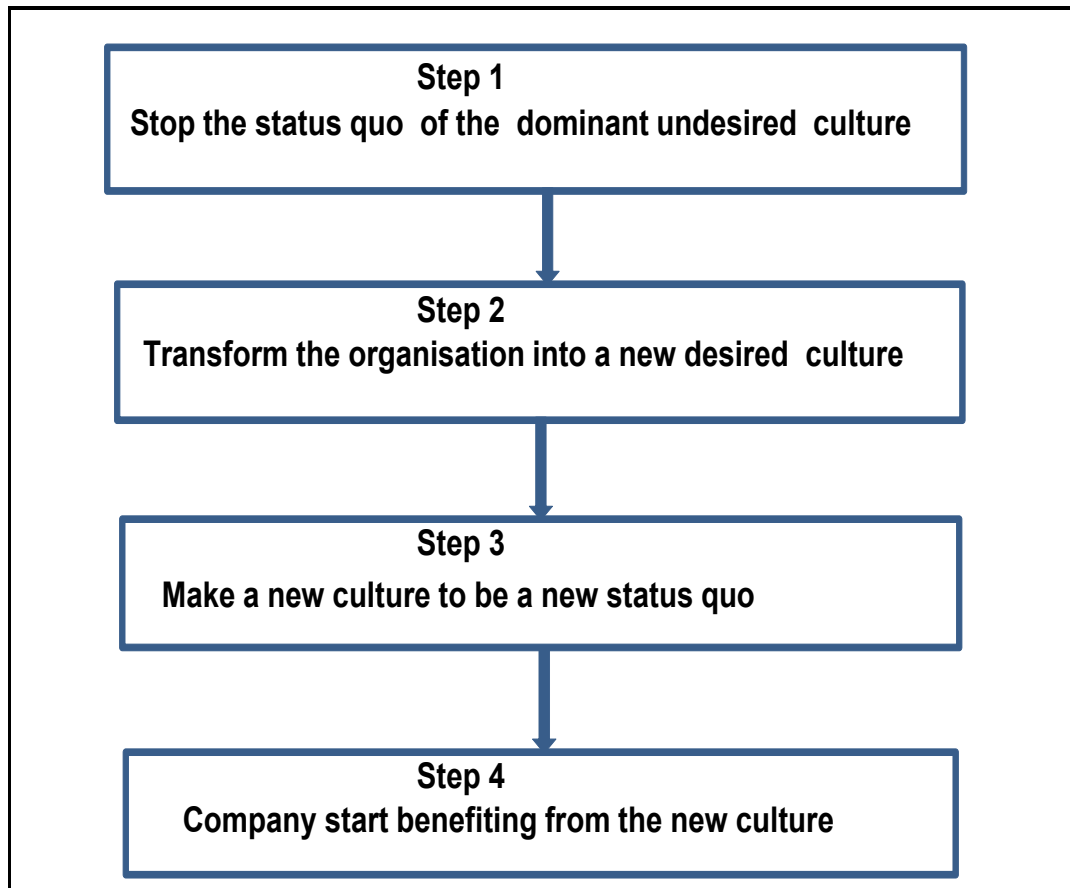 Step 1
Stop the status quo of the dominant undesired culture
Step 2
Transform the organisation into a new desired culture
Step 3
Make a new culture to be a new status quo
Step 4
Company start benefiting from the new culture